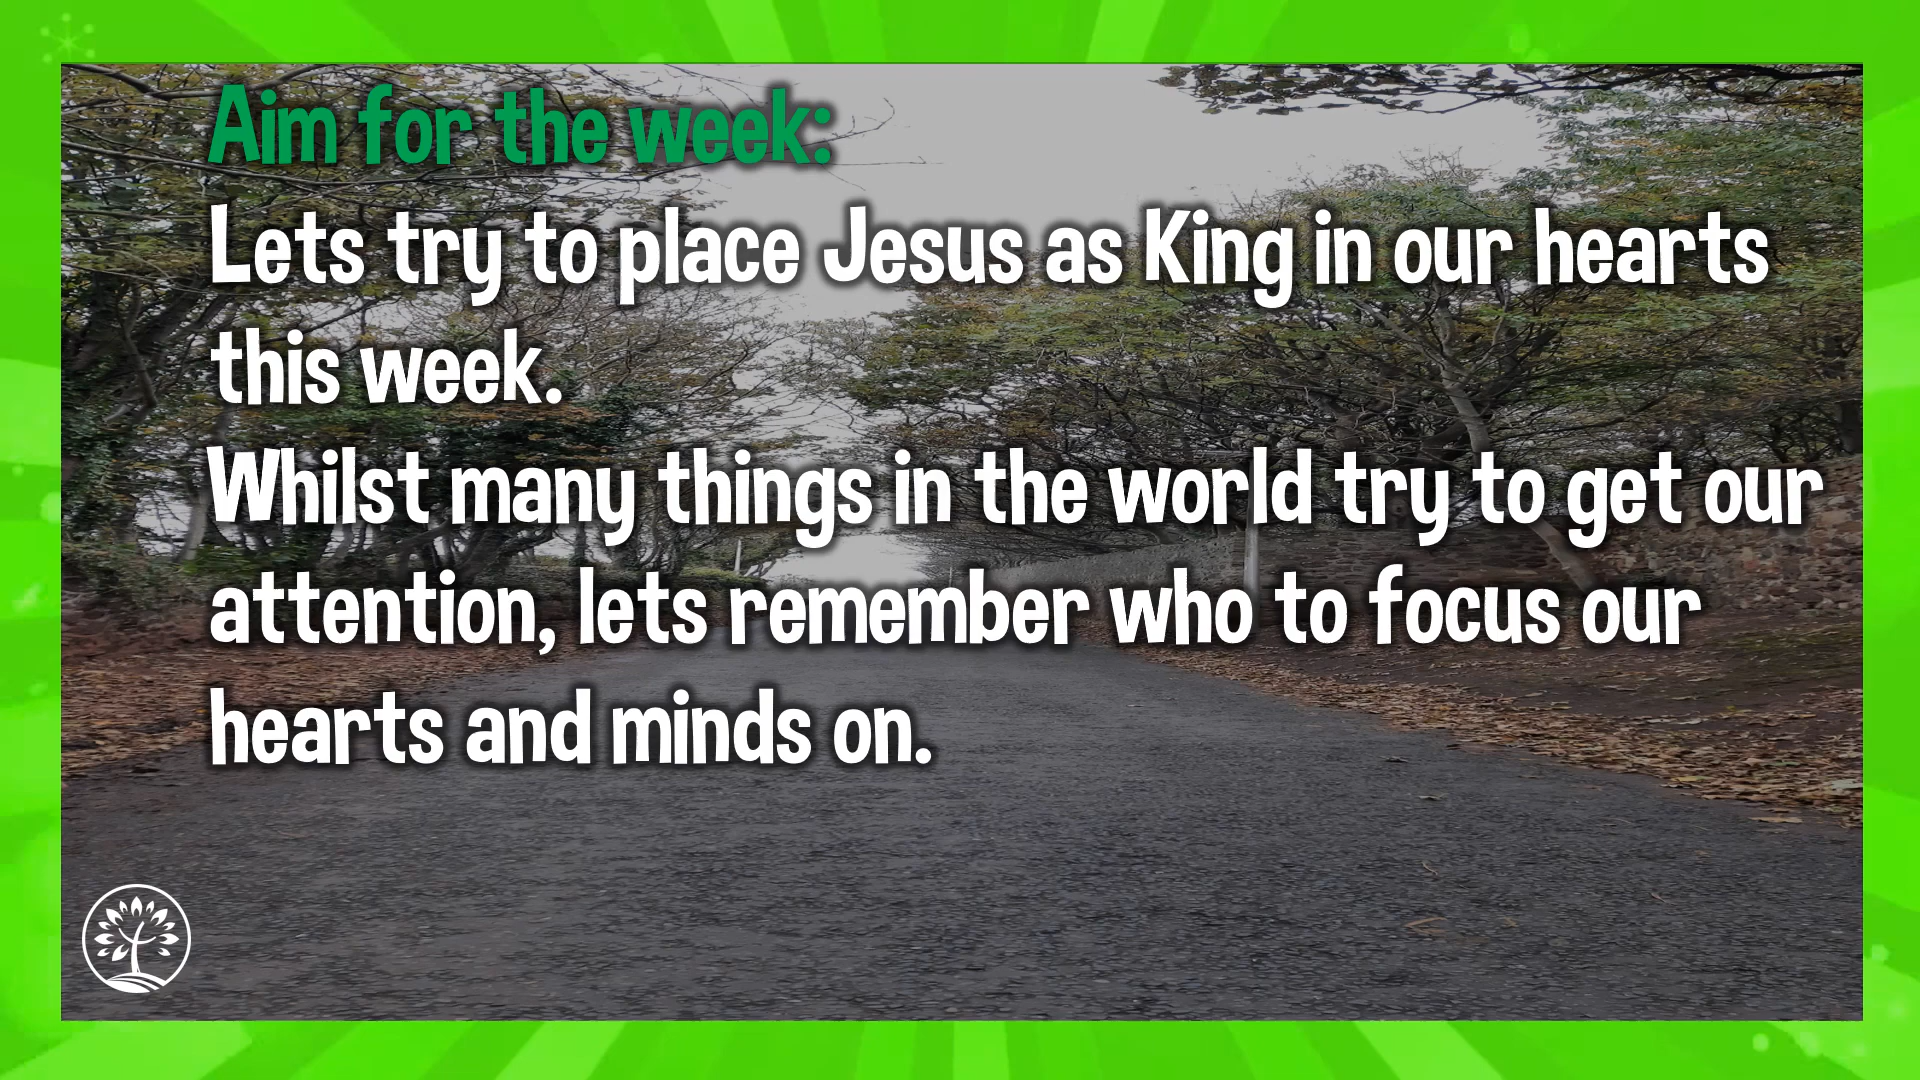 Aim for the week:
Lets try to place Jesus as King in our hearts
this week.
Whilst many things in the world try to get our
attention, lets remember who to focus our
hearts and minds on.